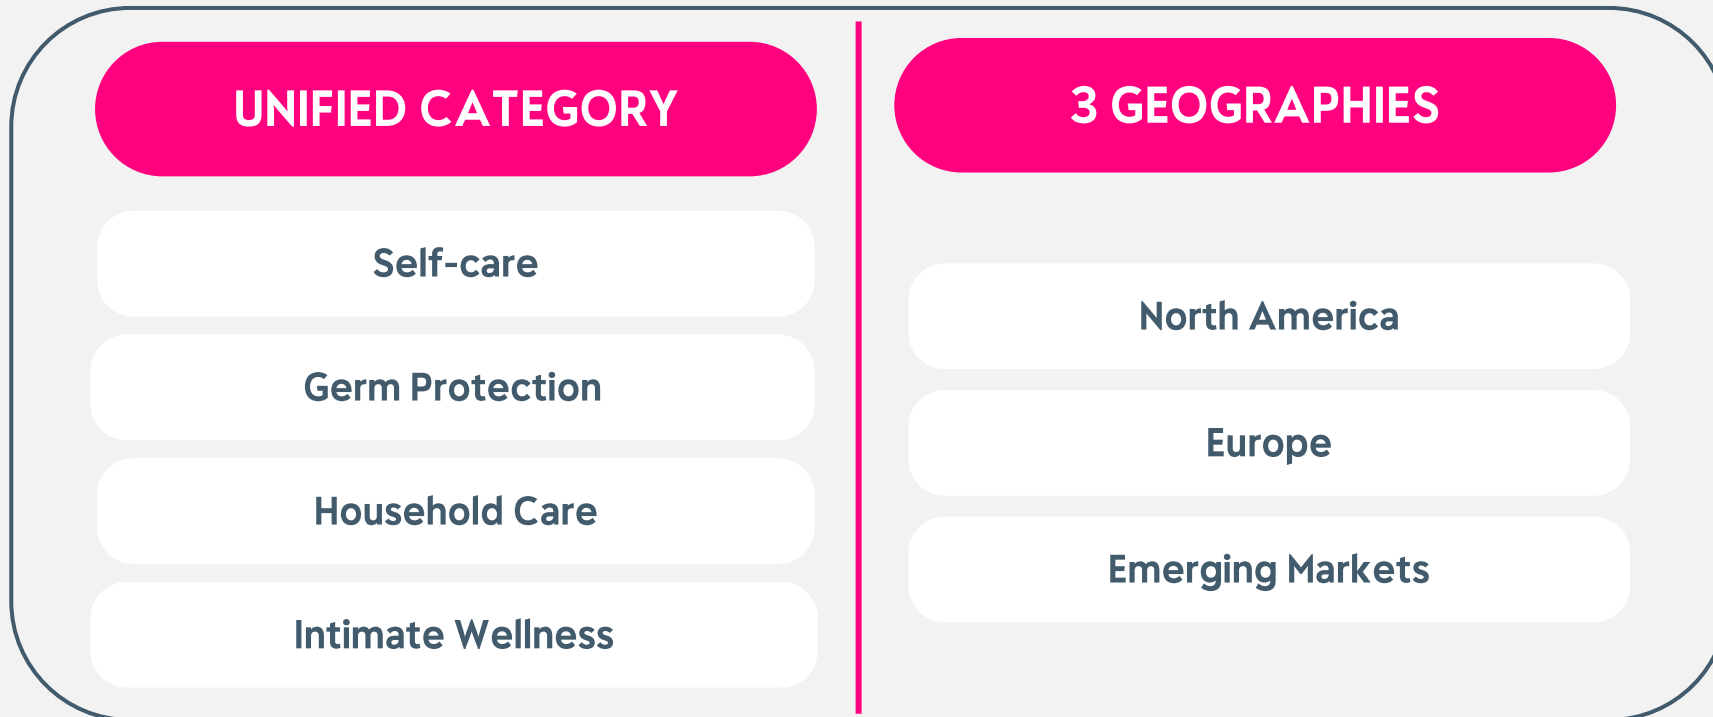 UNIFIED CATEGORY
Self-care
Germ Protection
Household Care
Intimate Wellness
3 GEOGRAPHIES
North America
Europe
Emerging Markets